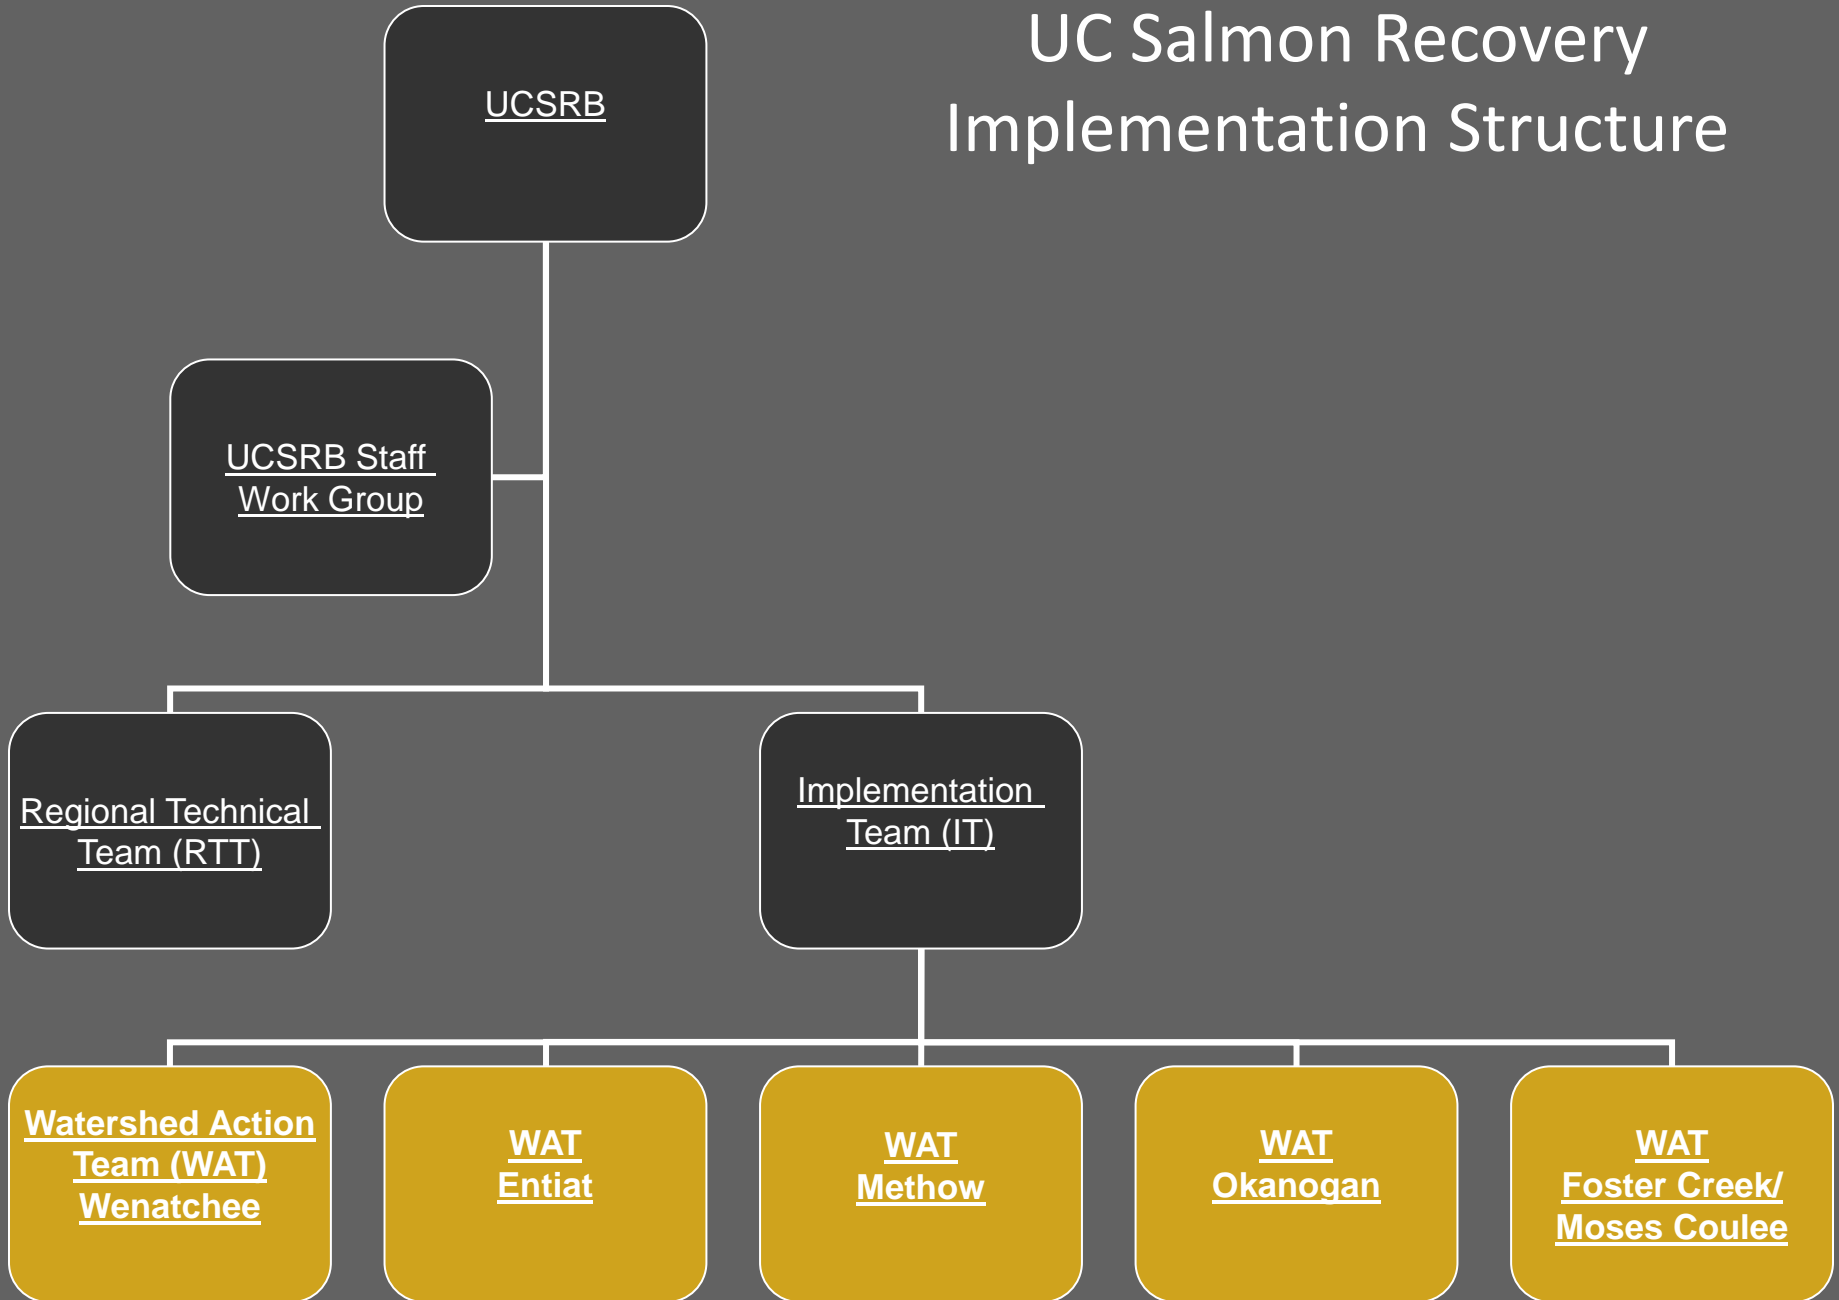 UC Salmon Recovery
Implementation Structure
UCSRB
UCSRB Staff
Work Group
Regional Technical
Team (RTT)
Implementation
Team (IT)
Watershed Action
Team (WAT)
Wenatchee
WAT
Entiat
WAT
Methow
WAT
Okanogan
WAT
Foster Creek/
Moses Coulee